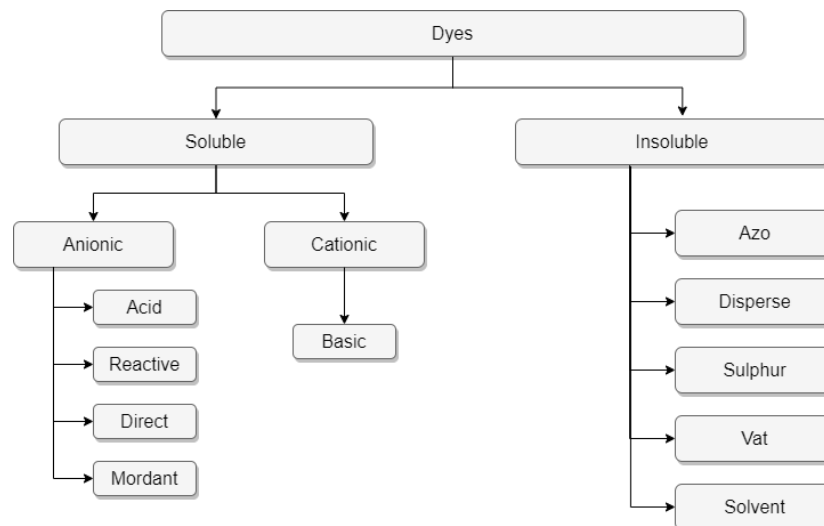 Dyes
Soluble
Insoluble
Anionic
Cationic
Acid
Reactive
Direct
Mordant
Basic
Azo
Disperse
Sulphur
Vat
Solvent